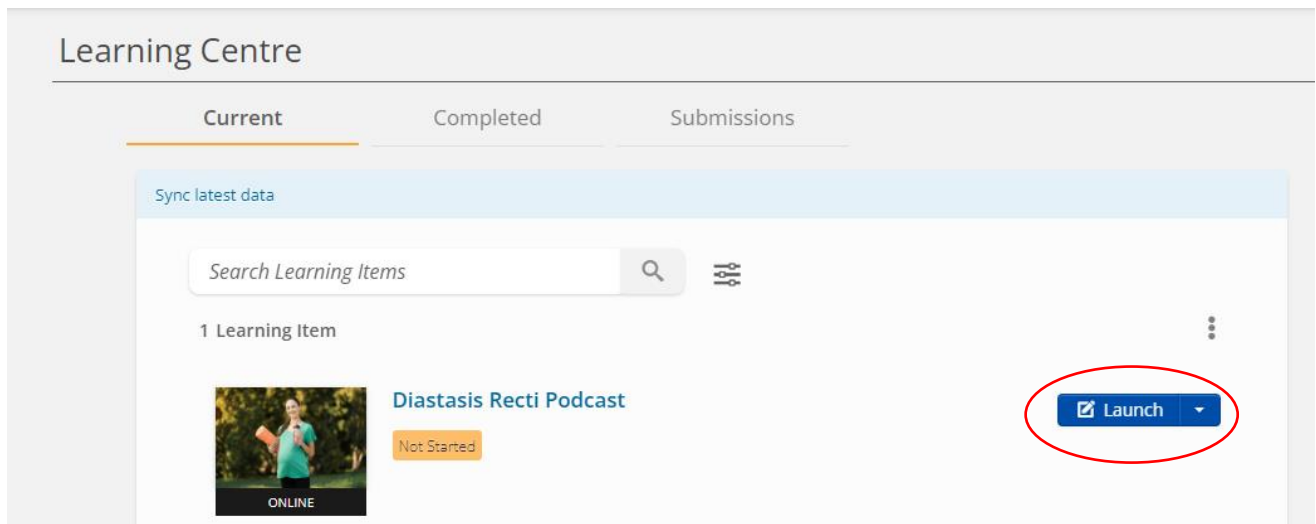 Learning Centre
Current Completed Submissions
Sync latest data
Search Learning Items
1 Learning Item
Diastasis Recti Podcast
Launch
Not Started
ONLINE